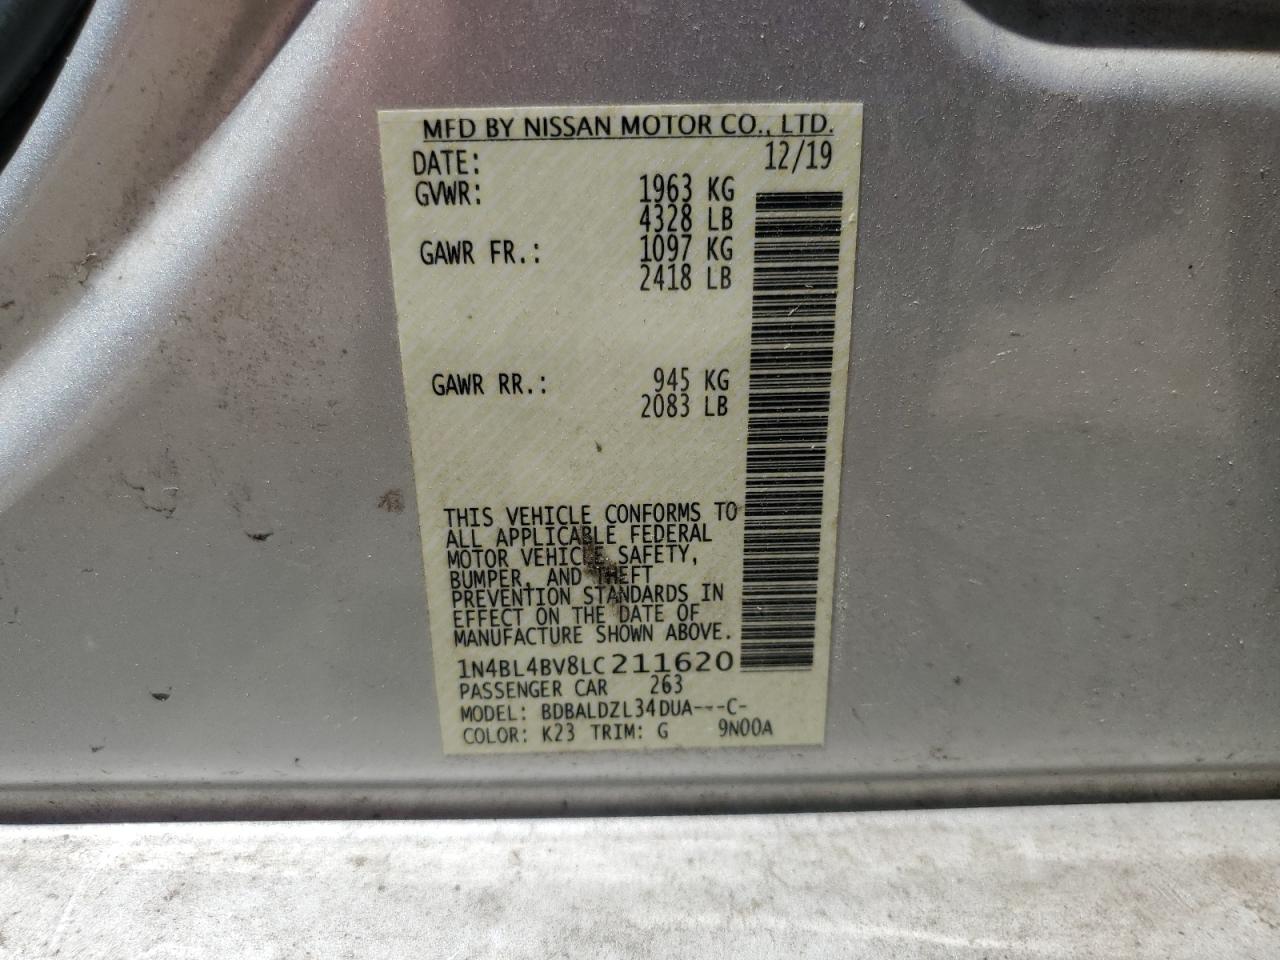 MFD BY NISSAN MOTOR CO., LTD.
DATE: 12/19
GVWR: 1963 KG
4328 LB
GAWR FR.: 1097 KG
2418 LB
GAWR RR.: 945 KG
2083 LB
THIS VEHICLE CONFORMS TO
ALL APPLICABLE FEDERAL
MOTOR VEHICLE SAFETY,
BUMPER, AND THEFT
PREVENTION STANDARDS IN
EFFECT ON THE DATE OF
MANUFACTURE SHOWN ABOVE.
1N4BL4BV8LC211620
PASSENGER CAR 263
MODEL: BDBALDZL34DUA---C-
COLOR: K23 TRIM: G 9N00A